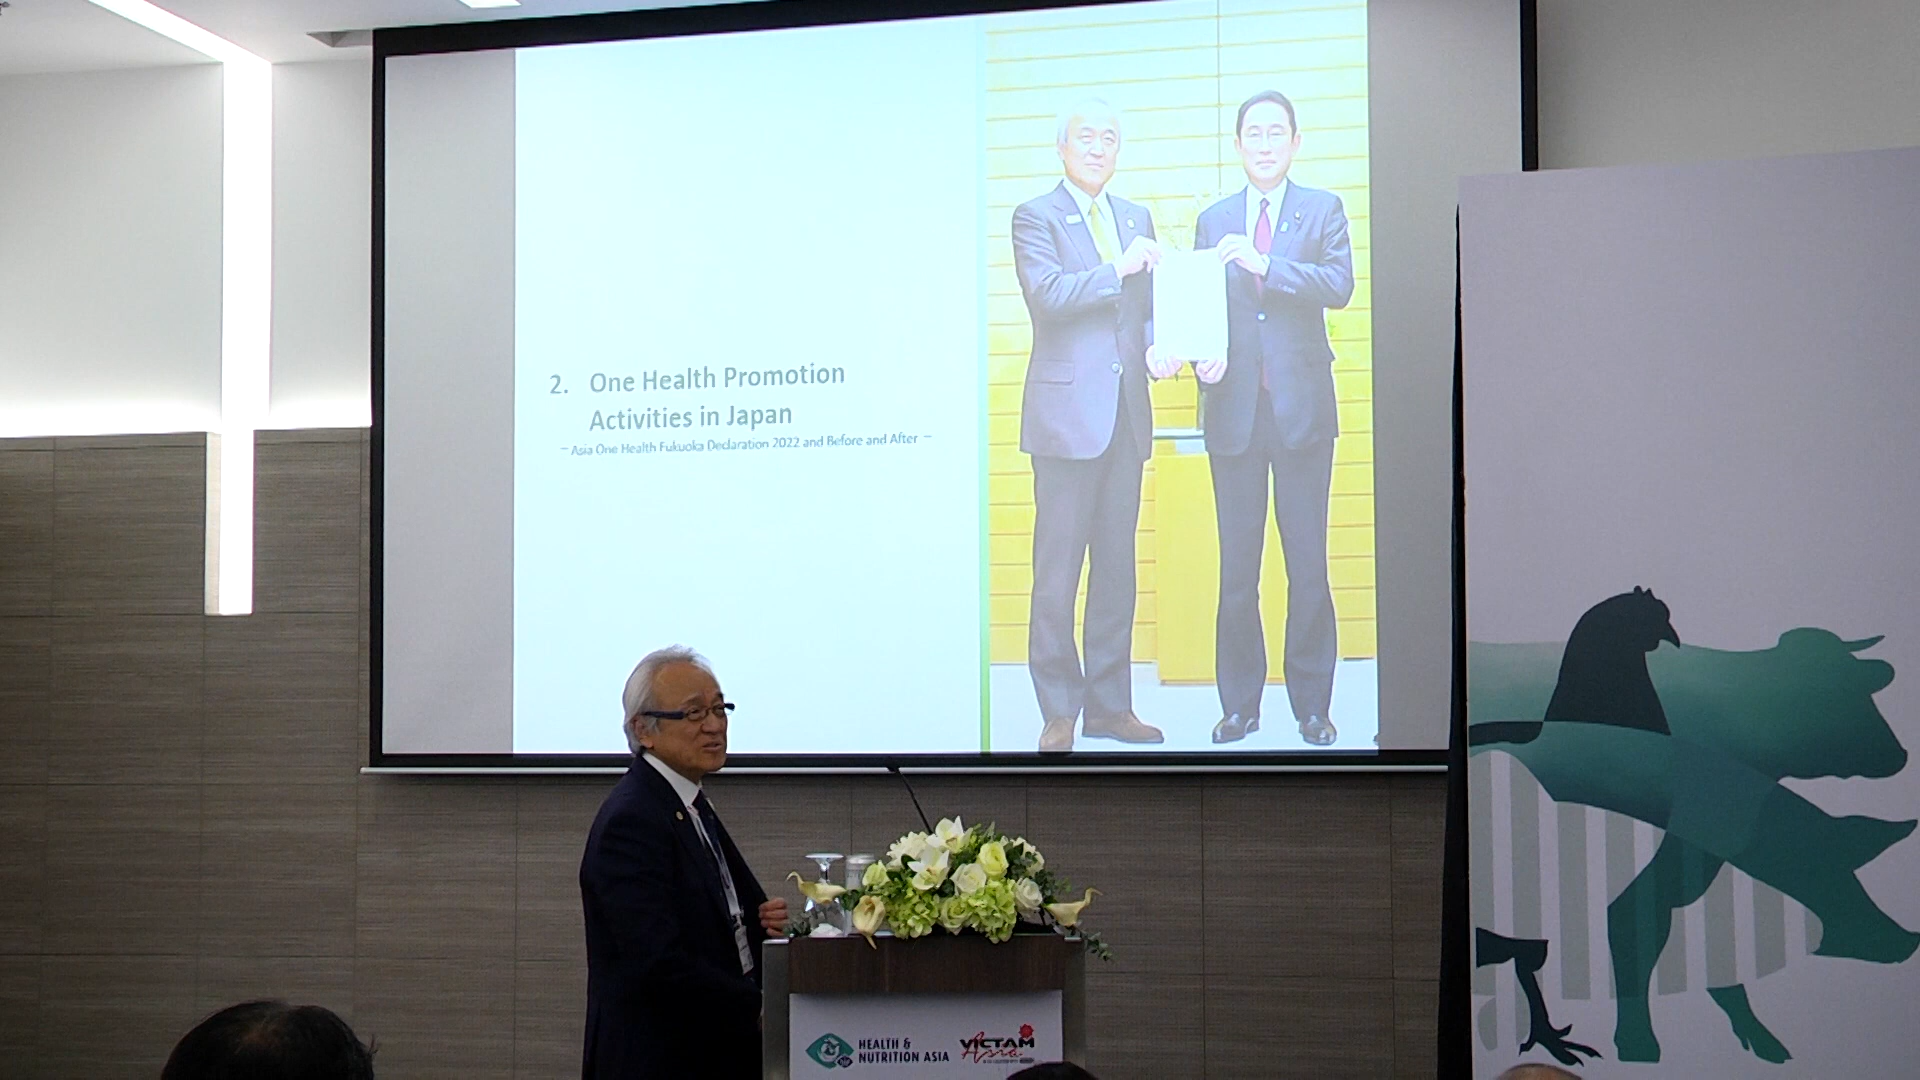 2. One Health Promotion
Activities in Japan
– Asia One Health Fukuoka Declaration 2022 and Before and After –
HEALTH &
NUTRITION ASIA
VICTAM
Asia